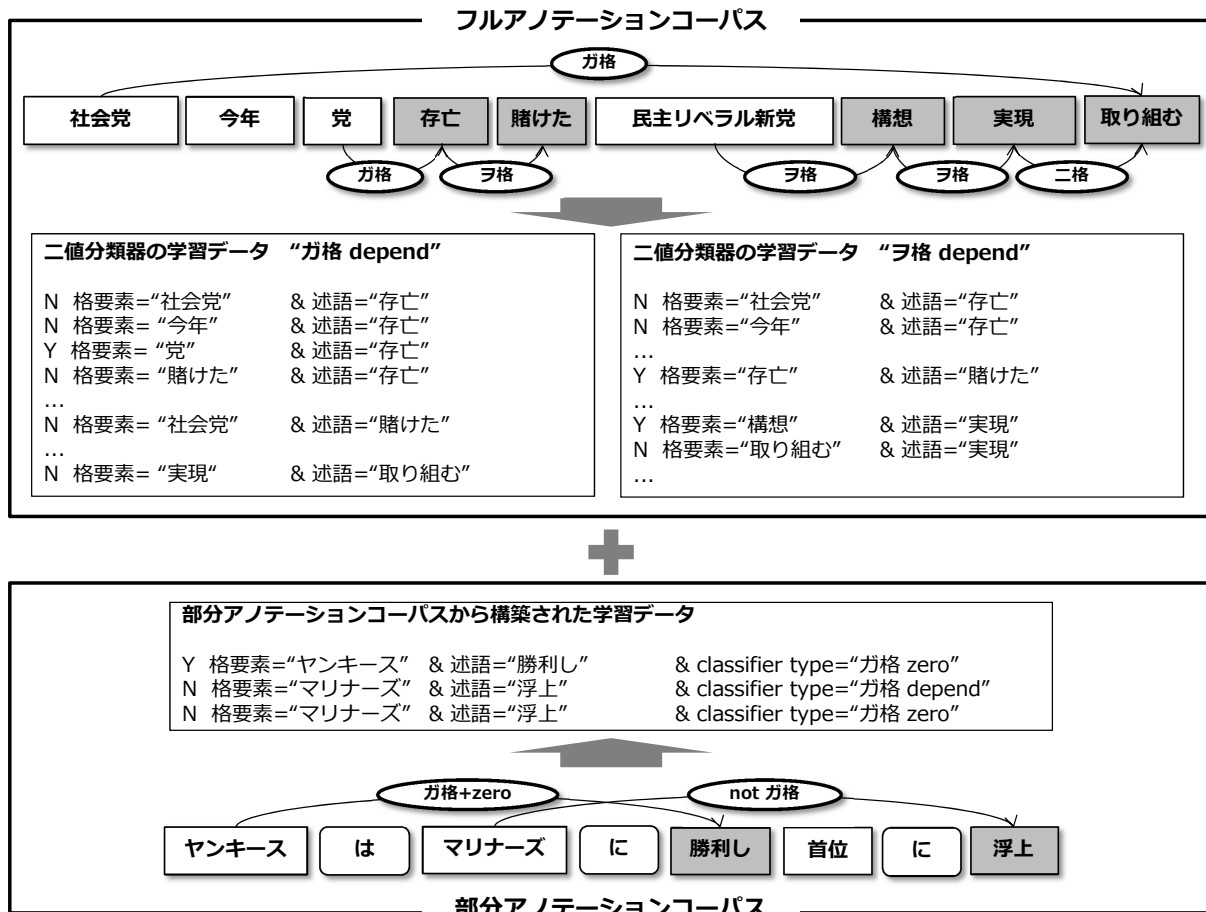 フルアノテーションコーパス
ガ格
社会党 今年 党 存亡 賭けた 民主リベラル新党 構想 実現 取り組む
ガ格 ヲ格 ヲ格 ヲ格 ニ格
二値分類器の学習データ “ガ格 depend”
N 格要素=“社会党” & 述語=“存亡”
N 格要素= “今年” & 述語=“存亡”
Y 格要素= “党” & 述語=“存亡”
N 格要素= “賭けた” & 述語=“存亡”
…
N 格要素= “社会党” & 述語=“賭けた”
…
N 格要素= “実現“ & 述語=“取り組む”
二値分類器の学習データ “ヲ格 depend”
N 格要素=“社会党” & 述語=“存亡”
N 格要素=“今年” & 述語=“存亡”
…
Y 格要素=“存亡” & 述語=“賭けた”
…
Y 格要素=“構想” & 述語=“実現”
N 格要素=“取り組む” & 述語=“実現”
…
部分アノテーションコーパスから構築された学習データ
Y 格要素=“ヤンキース” & 述語=“勝利し” & classifier type=“ガ格 zero”
N 格要素=“マリナーズ” & 述語=“浮上” & classifier type=“ガ格 depend”
N 格要素=“マリナーズ” & 述語=“浮上” & classifier type=“ガ格 zero”
ガ格+zero not ガ格
ヤンキース は マリナーズ に 勝利し 首位 に 浮上
部分アノテーションコーパス